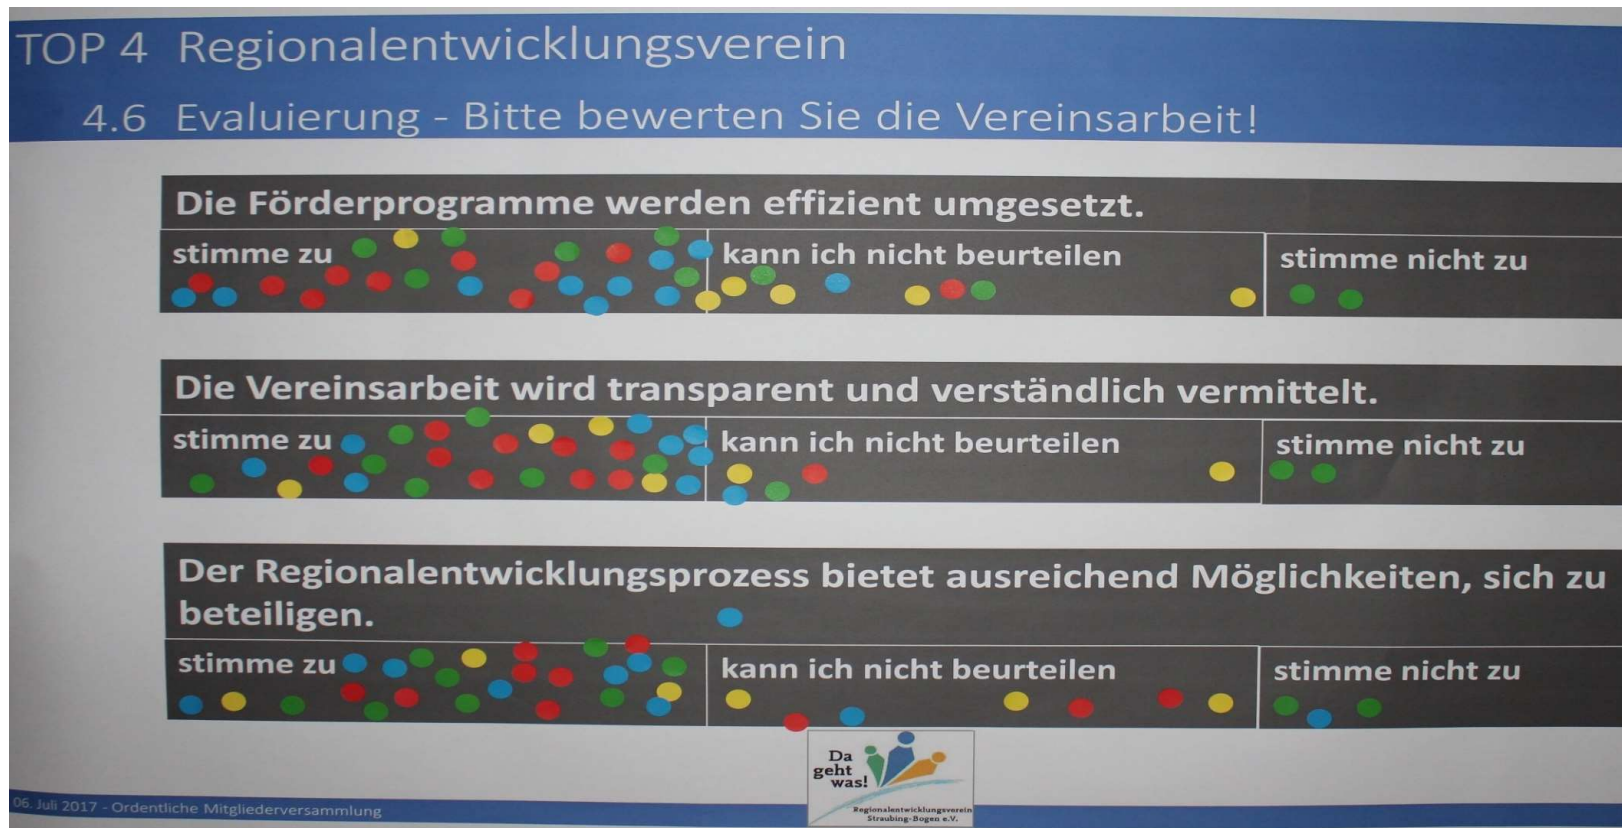 TOP 4 Regionalentwicklungsverein
4.6 Evaluierung - Bitte bewerten Sie die Vereinsarbeit!
Die Förderprogramme werden effizient umgesetzt.
stimme zu
kann ich nicht beurteilen
stimme nicht zu
Die Vereinsarbeit wird transparent und verständlich vermittelt.
stimme zu
kann ich nicht beurteilen
stimme nicht zu
Der Regionalentwicklungsprozess bietet ausreichend Möglichkeiten, sich zu
beteiligen.
stimme zu
kann ich nicht beurteilen
stimme nicht zu
Da
geht
was!
Regionalentwicklungsverein
Straubing-Bogen e.V.
06. Juli 2017 - Ordentliche Mitgliederversammlung